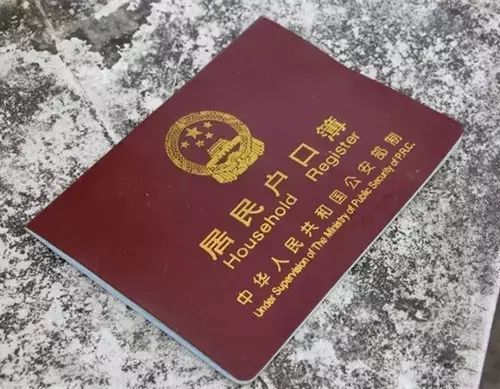 居民户口簿
Household Register
中华人民共和国公安部制
Under Supervision of The Ministry of Public Security of P.R.C.